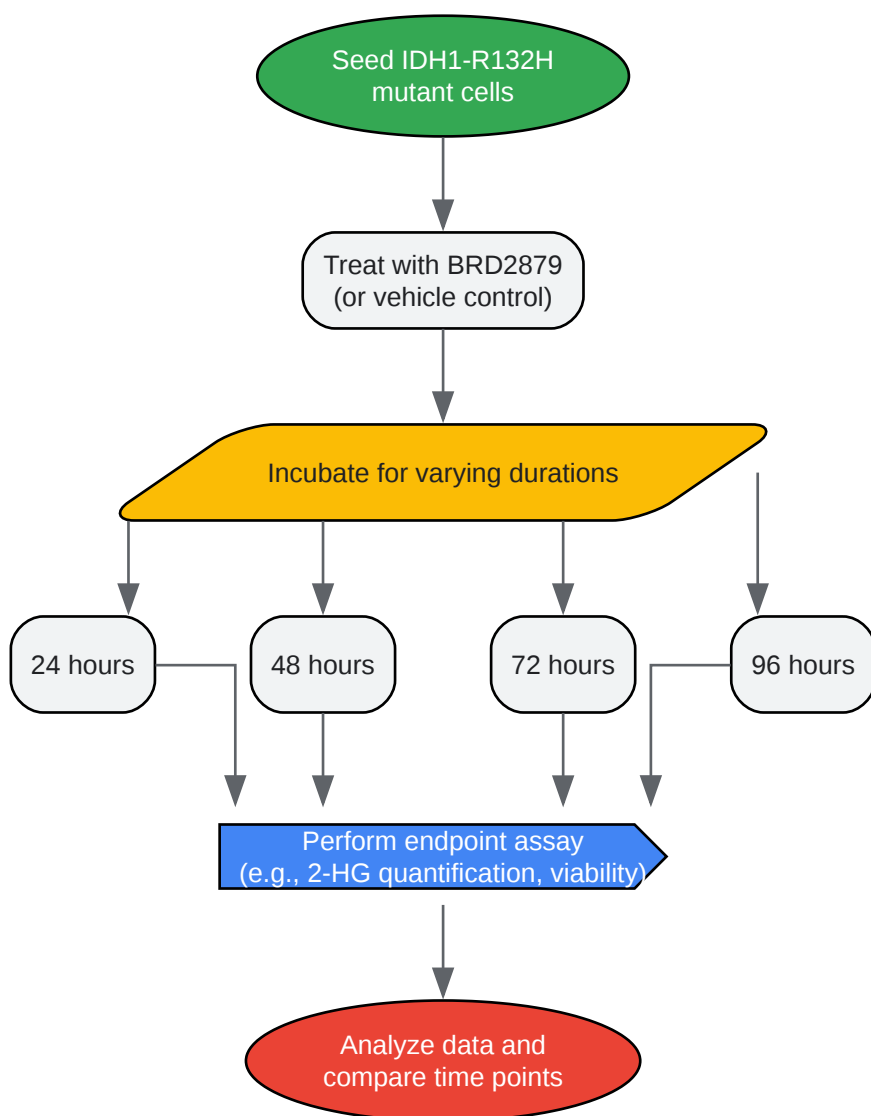 Seed IDH1-R132H
mutant cells
Treat with BRD2879
(or vehicle control)
Incubate for varying durations
24 hours
48 hours
72 hours
96 hours
Perform endpoint assay
(e.g., 2-HG quantification, viability)
Analyze data and
compare time points